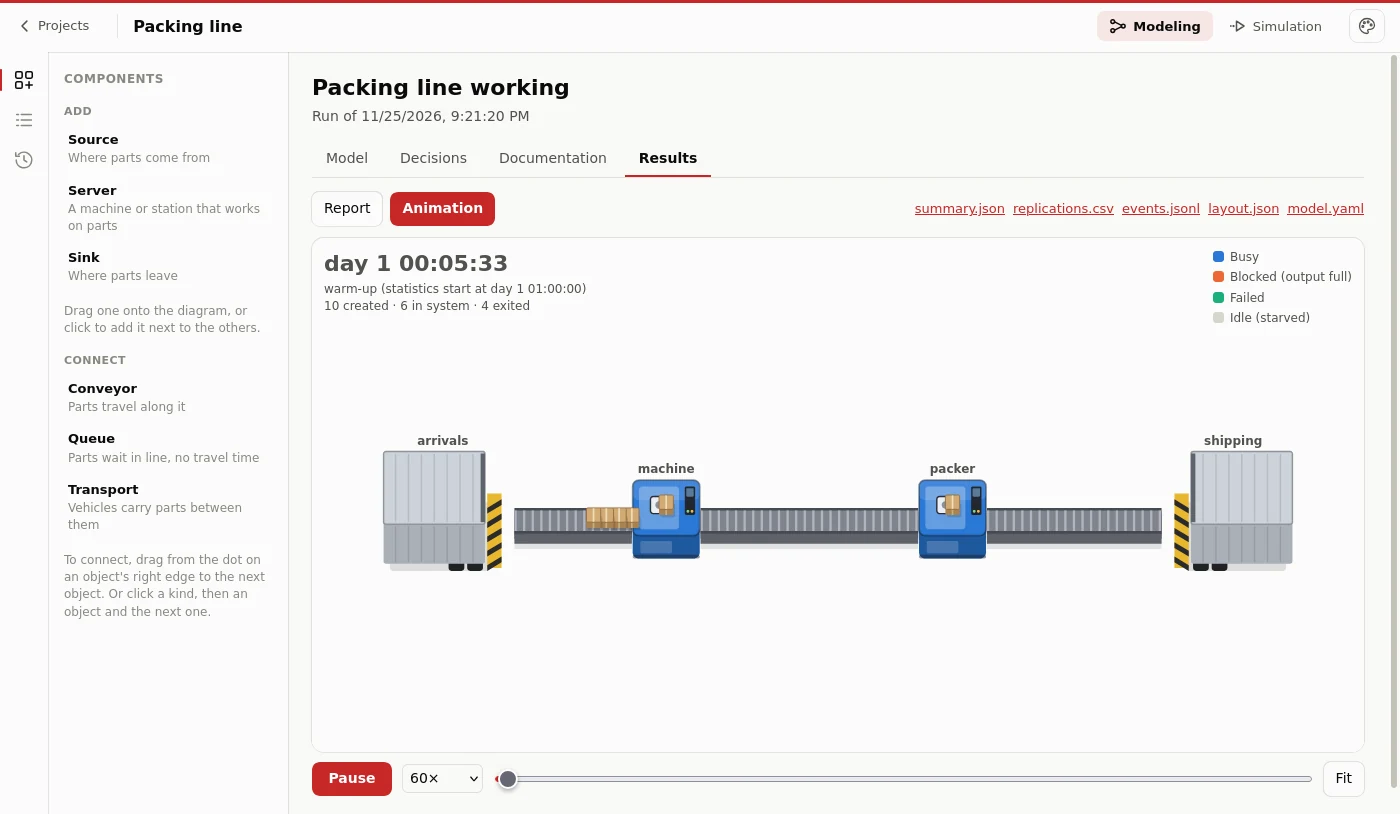 Projects
Packing line
Modeling
Simulation
COMPONENTS
ADD
Source
Where parts come from
Server
A machine or station that works
on parts
Sink
Where parts leave
Drag one onto the diagram, or
click to add it next to the others.
CONNECT
Conveyor
Parts travel along it
Queue
Parts wait in line, no travel time
Transport
Vehicles carry parts between
them
To connect, drag from the dot on
an object's right edge to the next
object. Or click a kind, then an
object and the next one.
Packing line working
Run of 11/25/2026, 9:21:20 PM
Model
Decisions
Documentation
Results
Report
Animation
summary.json
replications.csv
events.jsonl
layout.json
model.yaml
day 1 00:05:33
warm-up (statistics start at day 1 01:00:00)
10 created · 6 in system · 4 exited
Busy
Blocked (output full)
Failed
Idle (starved)
arrivals
machine
packer
shipping
Pause
60×
Fit